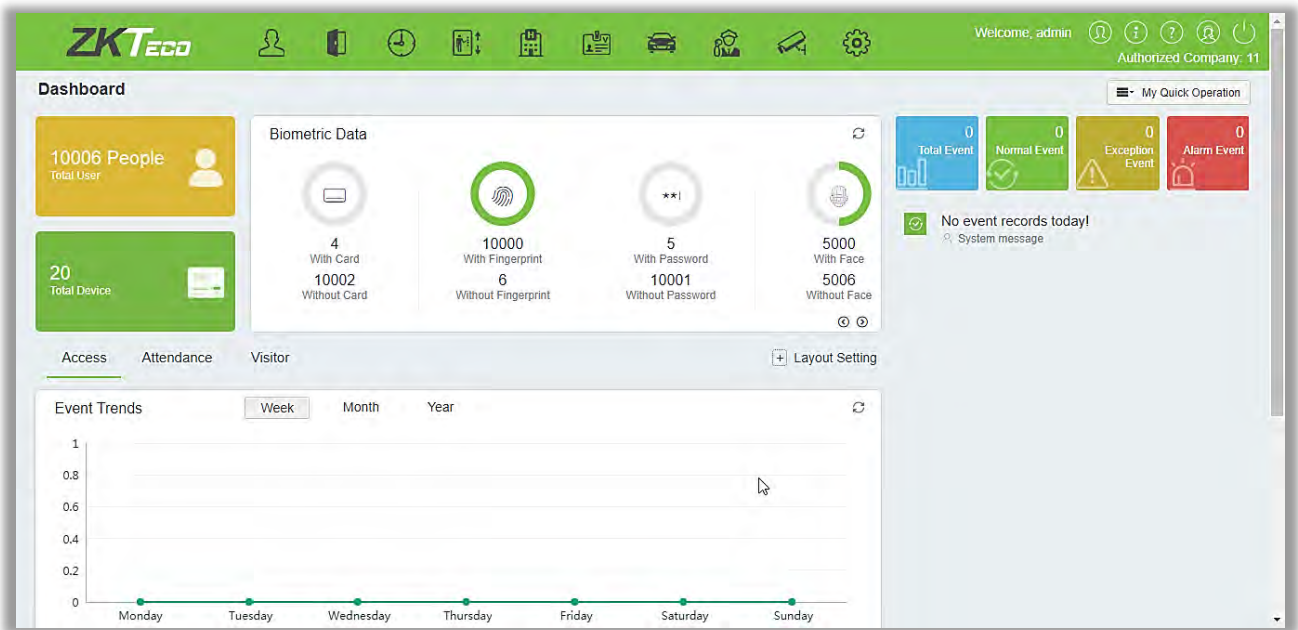 ZKTECO
Welcome, admin
Authorized Company: 11
Dashboard
My Quick Operation
10006 People
Total User
20
Total Device
Biometric Data
4
With Card
10002
Without Card
10000
With Fingerprint
6
Without Fingerprint
**|
5
With Password
10001
Without Password
5000
With Face
5006
Without Face
0
Total Event
0
Normal Event
0
Exception
Event
0
Alarm Event
No event records today!
System message
Access Attendance Visitor
Layout Setting
Event Trends Week Month Year
1
0.8
0.6
0.4
0.2
0
Monday Tuesday Wednesday Thursday Friday Saturday Sunday